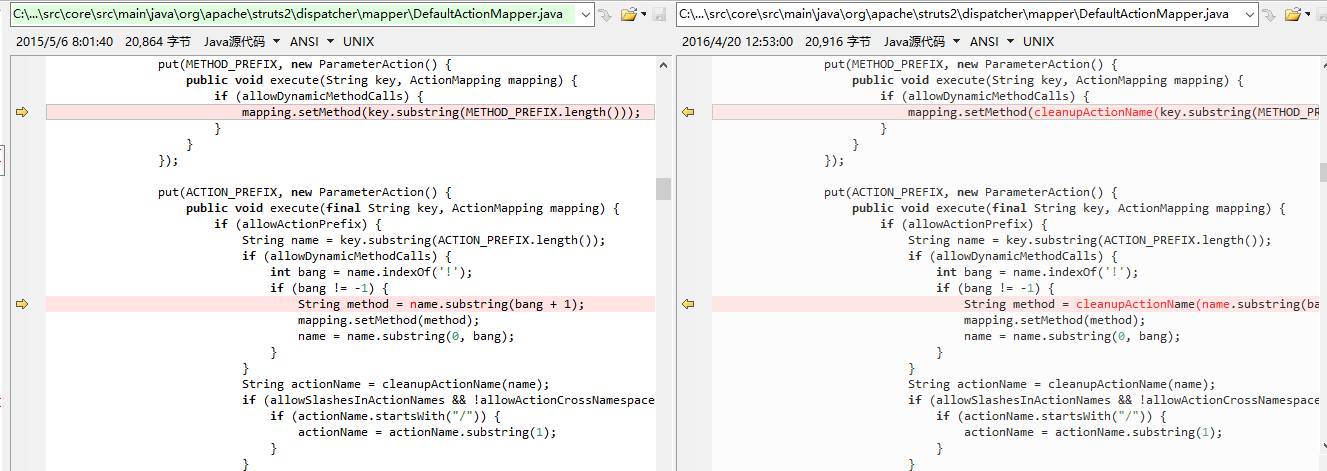 C:\...\src\core\src\main\java\org\apache\struts2\dispatcher\mapper\DefaultActionMapper.java
2015/5/6 8:01:40 20,864 字节 Java源代码 ANSI UNIX
put(METHOD_PREFIX, new ParameterAction() {
public void execute(String key, ActionMapping mapping) {
if (allowDynamicMethodCalls) {
mapping.setMethod(key.substring(METHOD_PREFIX.length()));
}
}
});
put(ACTION_PREFIX, new ParameterAction() {
public void execute(final String key, ActionMapping mapping) {
if (allowActionPrefix) {
String name = key.substring(ACTION_PREFIX.length());
if (allowDynamicMethodCalls) {
int bang = name.indexOf('!');
if (bang != -1) {
String method = name.substring(bang + 1);
mapping.setMethod(method);
name = name.substring(0, bang);
}
}
String actionName = cleanupActionName(name);
if (allowSlashesInActionNames && !allowActionCrossNamespace
if (actionName.startsWith("/")) {
actionName = actionName.substring(1);
}
}
C:\...\src\core\src\main\java\org\apache\struts2\dispatcher\mapper\DefaultActionMapper.java
2016/4/20 12:53:00 20,916 字节 Java源代码 ANSI UNIX
put(METHOD_PREFIX, new ParameterAction() {
public void execute(String key, ActionMapping mapping) {
if (allowDynamicMethodCalls) {
mapping.setMethod(cleanupActionName(key.substring(METHOD_PR
}
}
});
put(ACTION_PREFIX, new ParameterAction() {
public void execute(final String key, ActionMapping mapping) {
if (allowActionPrefix) {
String name = key.substring(ACTION_PREFIX.length());
if (allowDynamicMethodCalls) {
int bang = name.indexOf('!');
if (bang != -1) {
String method = cleanupActionName(name.substring(ba
mapping.setMethod(method);
name = name.substring(0, bang);
}
}
String actionName = cleanupActionName(name);
if (allowSlashesInActionNames && !allowActionCrossNamespace
if (actionName.startsWith("/")) {
actionName = actionName.substring(1);
}
}